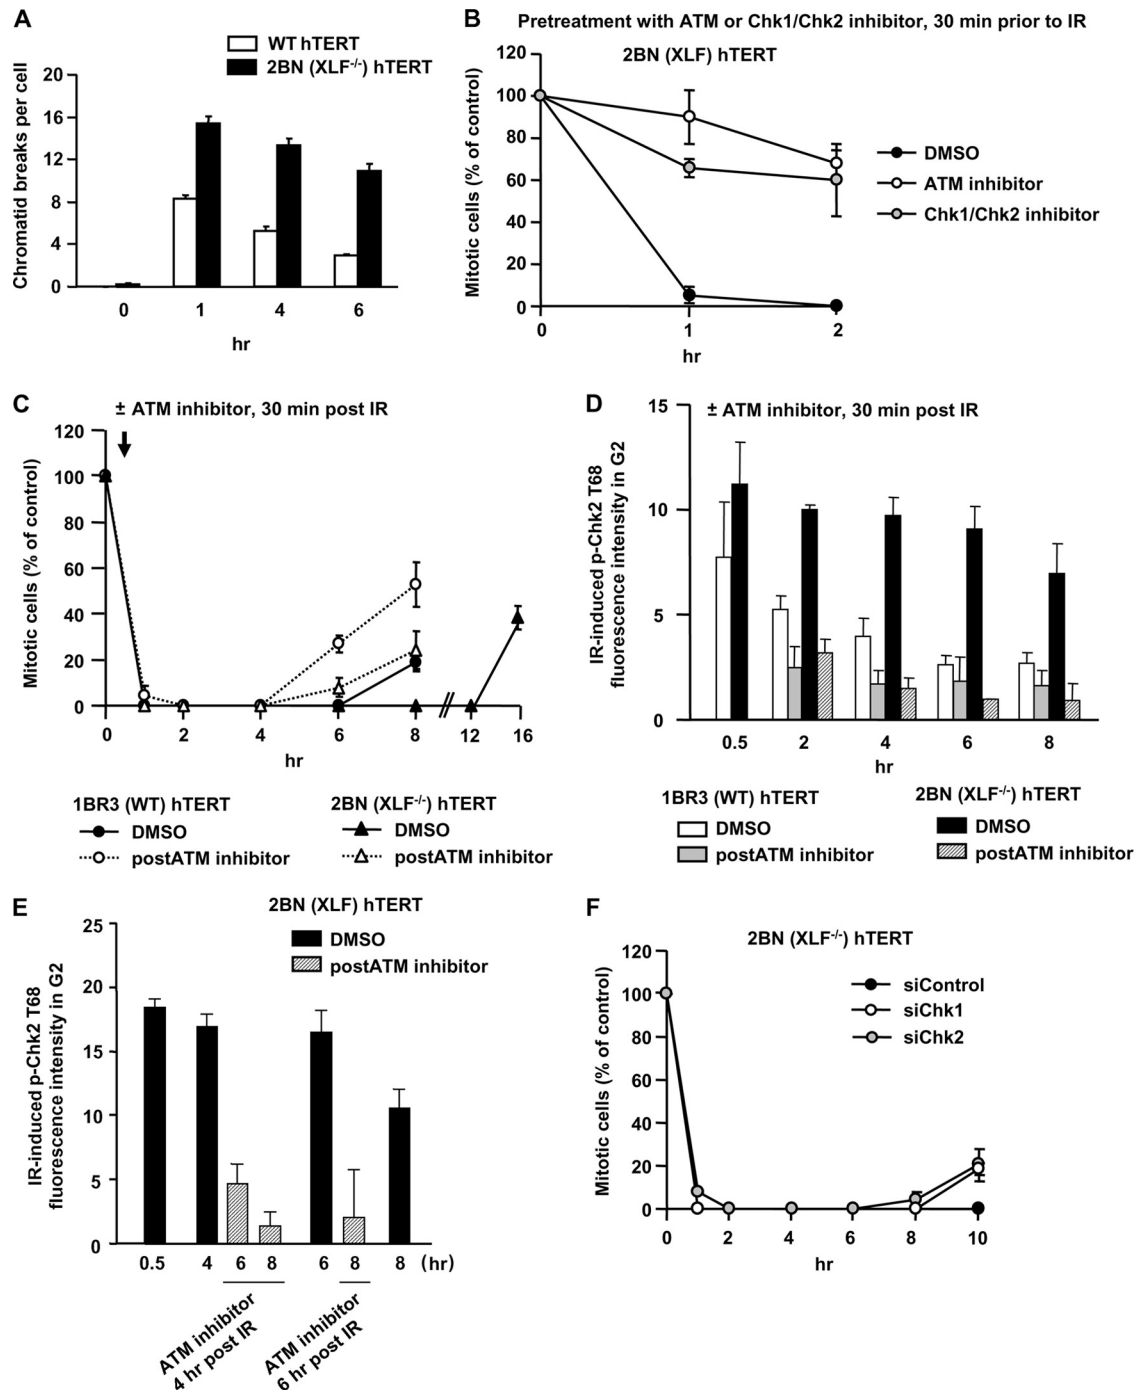 A
WT hTERT
2BN (XLF-/-) hTERT
Chromatid breaks per cell
20
16
12
8
4
0
0 1 4 6
hr
B
Pretreatment with ATM or Chk1/Chk2 inhibitor, 30 min prior to IR
2BN (XLF) hTERT
Mitotic cells (% of control)
120
100
80
60
40
20
0
0 1 2
hr
DMSO
ATM inhibitor
Chk1/Chk2 inhibitor
C
± ATM inhibitor, 30 min post IR
Mitotic cells (% of control)
120
100
80
60
40
20
0
0 2 4 6 8 12 16
hr
1BR3 (WT) hTERT
DMSO
postATM inhibitor
2BN (XLF-/-) hTERT
DMSO
postATM inhibitor
D
± ATM inhibitor, 30 min post IR
IR-induced p-Chk2 T68
fluorescence intensity in G2
15
10
5
0
0.5 2 4 6 8
hr
1BR3 (WT) hTERT
DMSO
postATM inhibitor
2BN (XLF-/-) hTERT
DMSO
postATM inhibitor
E
2BN (XLF) hTERT
DMSO
postATM inhibitor
IR-induced p-Chk2 T68
fluorescence intensity in G2
25
20
15
10
5
0
0.5 4 6 8 6 8 8 (hr)
ATM inhibitor
4 hr post IR
ATM inhibitor
6 hr post IR
F
2BN (XLF-/-) hTERT
siControl
siChk1
siChk2
Mitotic cells (% of control)
120
100
80
60
40
20
0
0 2 4 6 8 10
hr